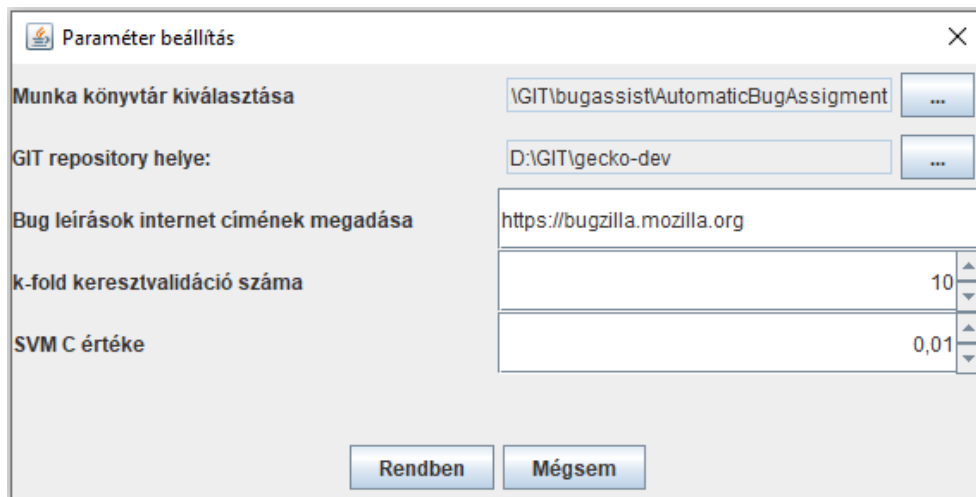 Paraméter beállítás
Munka könyvtár kiválasztása \GIT\bugassist\AutomaticBugAssigment ...
GIT repository helye: D:\GIT\gecko-dev ...
Bug leírások internet címének megadása https://bugzilla.mozilla.org
k-fold keresztvalidáció száma 10
SVM C értéke 0,01
Rendben Mégsem